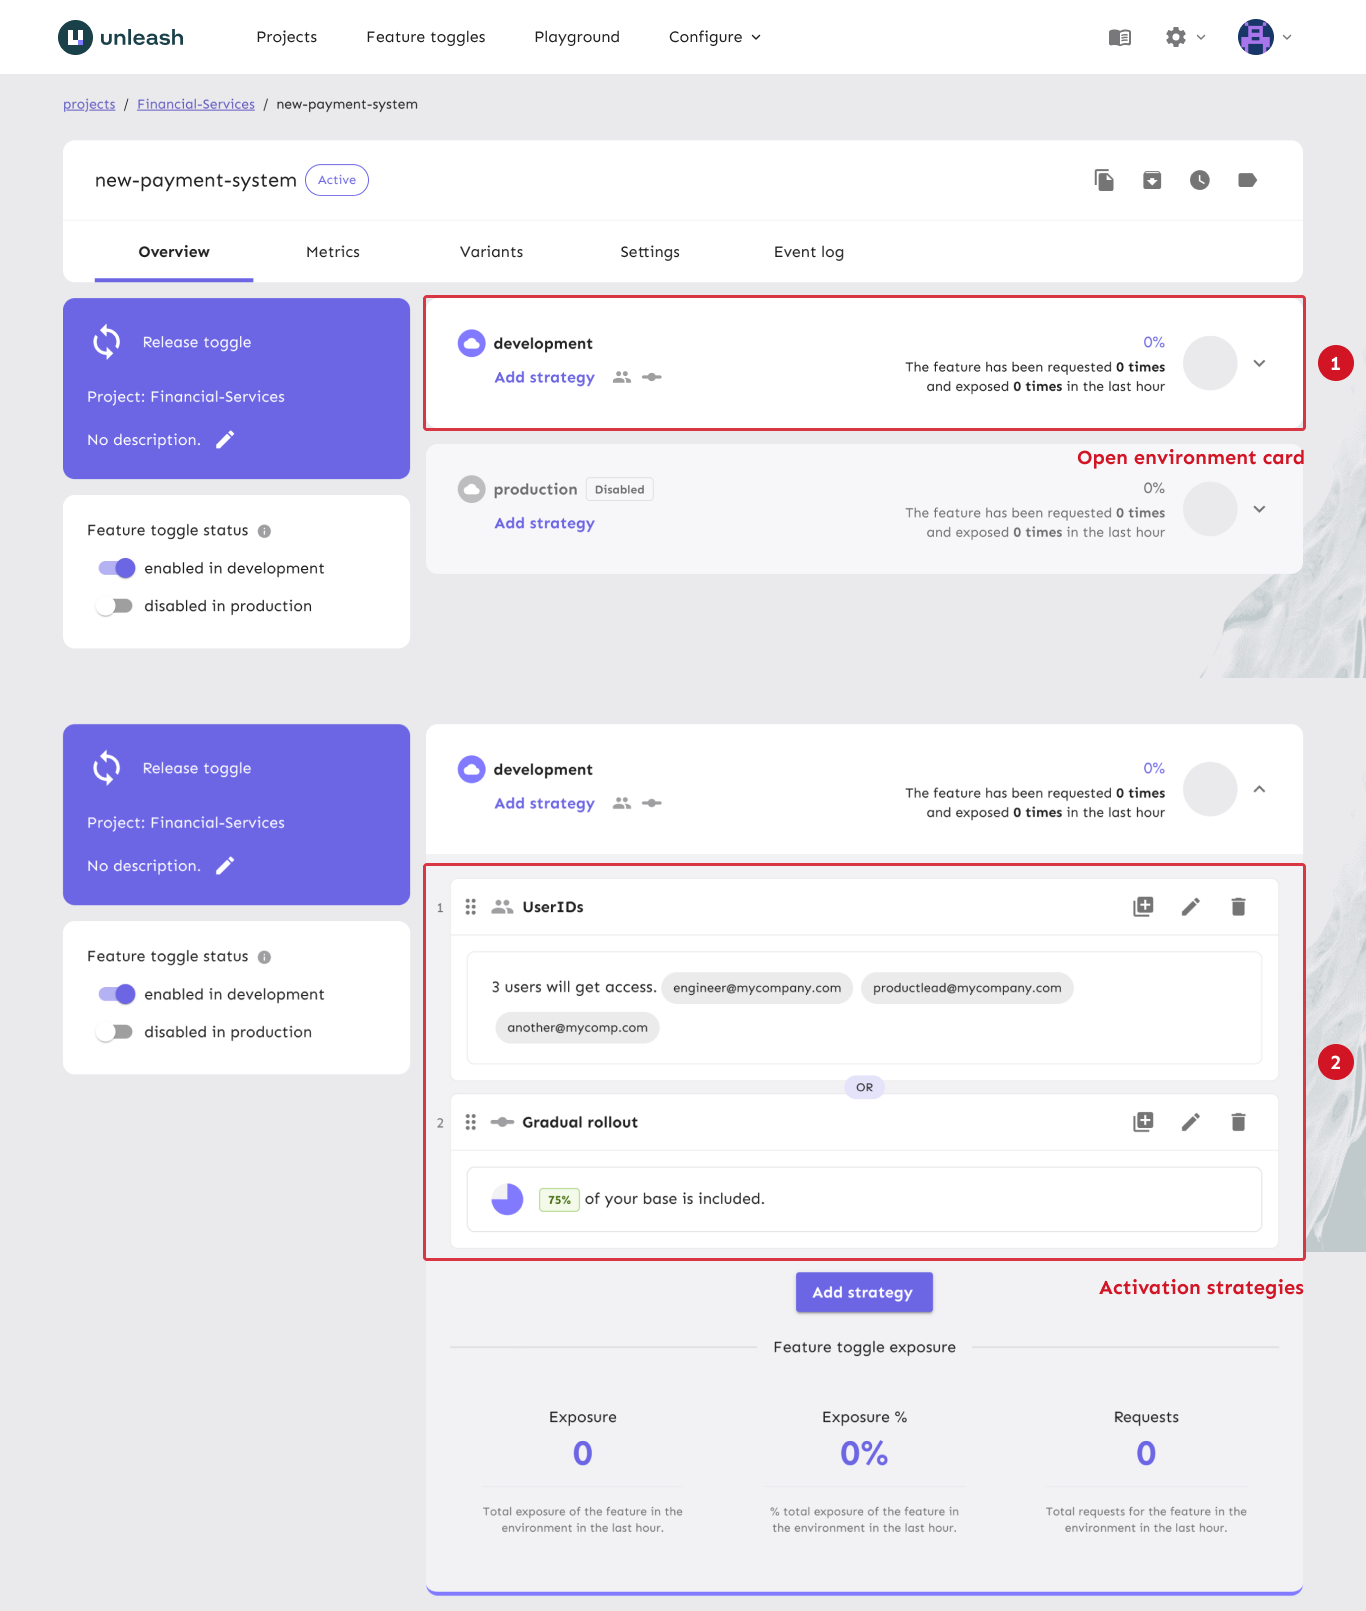 unleash
Projects
Feature toggles
Playground
Configure
projects / Financial-Services / new-payment-system
new-payment-system Active
Overview
Metrics
Variants
Settings
Event log
Release toggle
Project: Financial-Services
No description.
Feature toggle status
enabled in development
disabled in production
development
Add strategy
0%
The feature has been requested 0 times
and exposed 0 times in the last hour
1
Open environment card
production Disabled
Add strategy
0%
The feature has been requested 0 times
and exposed 0 times in the last hour
Release toggle
Project: Financial-Services
No description.
Feature toggle status
enabled in development
disabled in production
development
Add strategy
0%
The feature has been requested 0 times
and exposed 0 times in the last hour
1 UserIDs
3 users will get access. engineer@mycompany.com productlead@mycompany.com
another@mycomp.com
2
OR
2 Gradual rollout
75% of your base is included.
Activation strategies
Add strategy
Feature toggle exposure
Exposure
0
Total exposure of the feature in the
environment in the last hour.
Exposure %
0%
% total exposure of the feature in
the environment in the last hour.
Requests
0
Total requests for the feature in the
environment in the last hour.